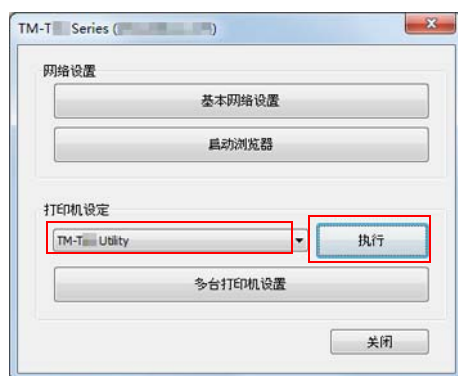 TM-T Series ( )
网络设置
基本网络设置
启动浏览器
打印机设定
TM-T Utility
执行
多台打印机设置
关闭